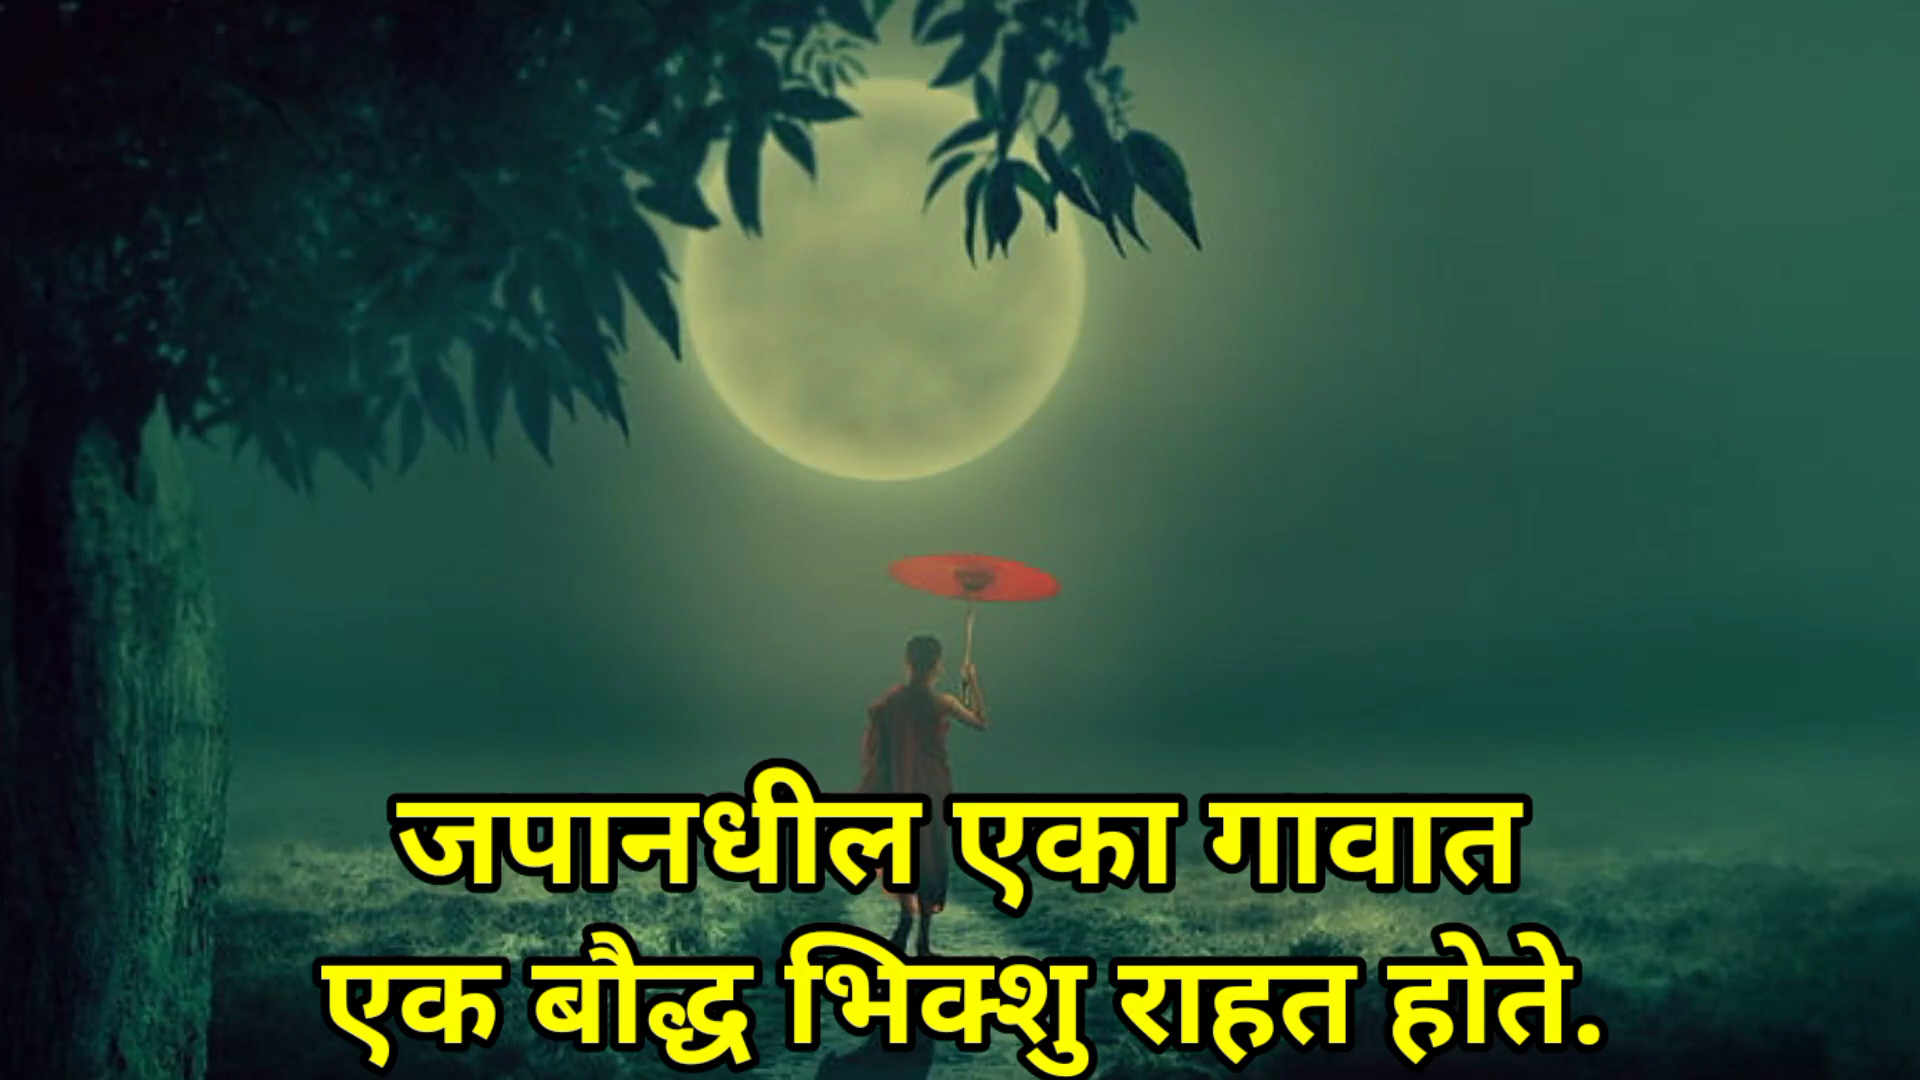 जपानधील एका गावात
एक बौद्ध भिक्शु राहत होते.